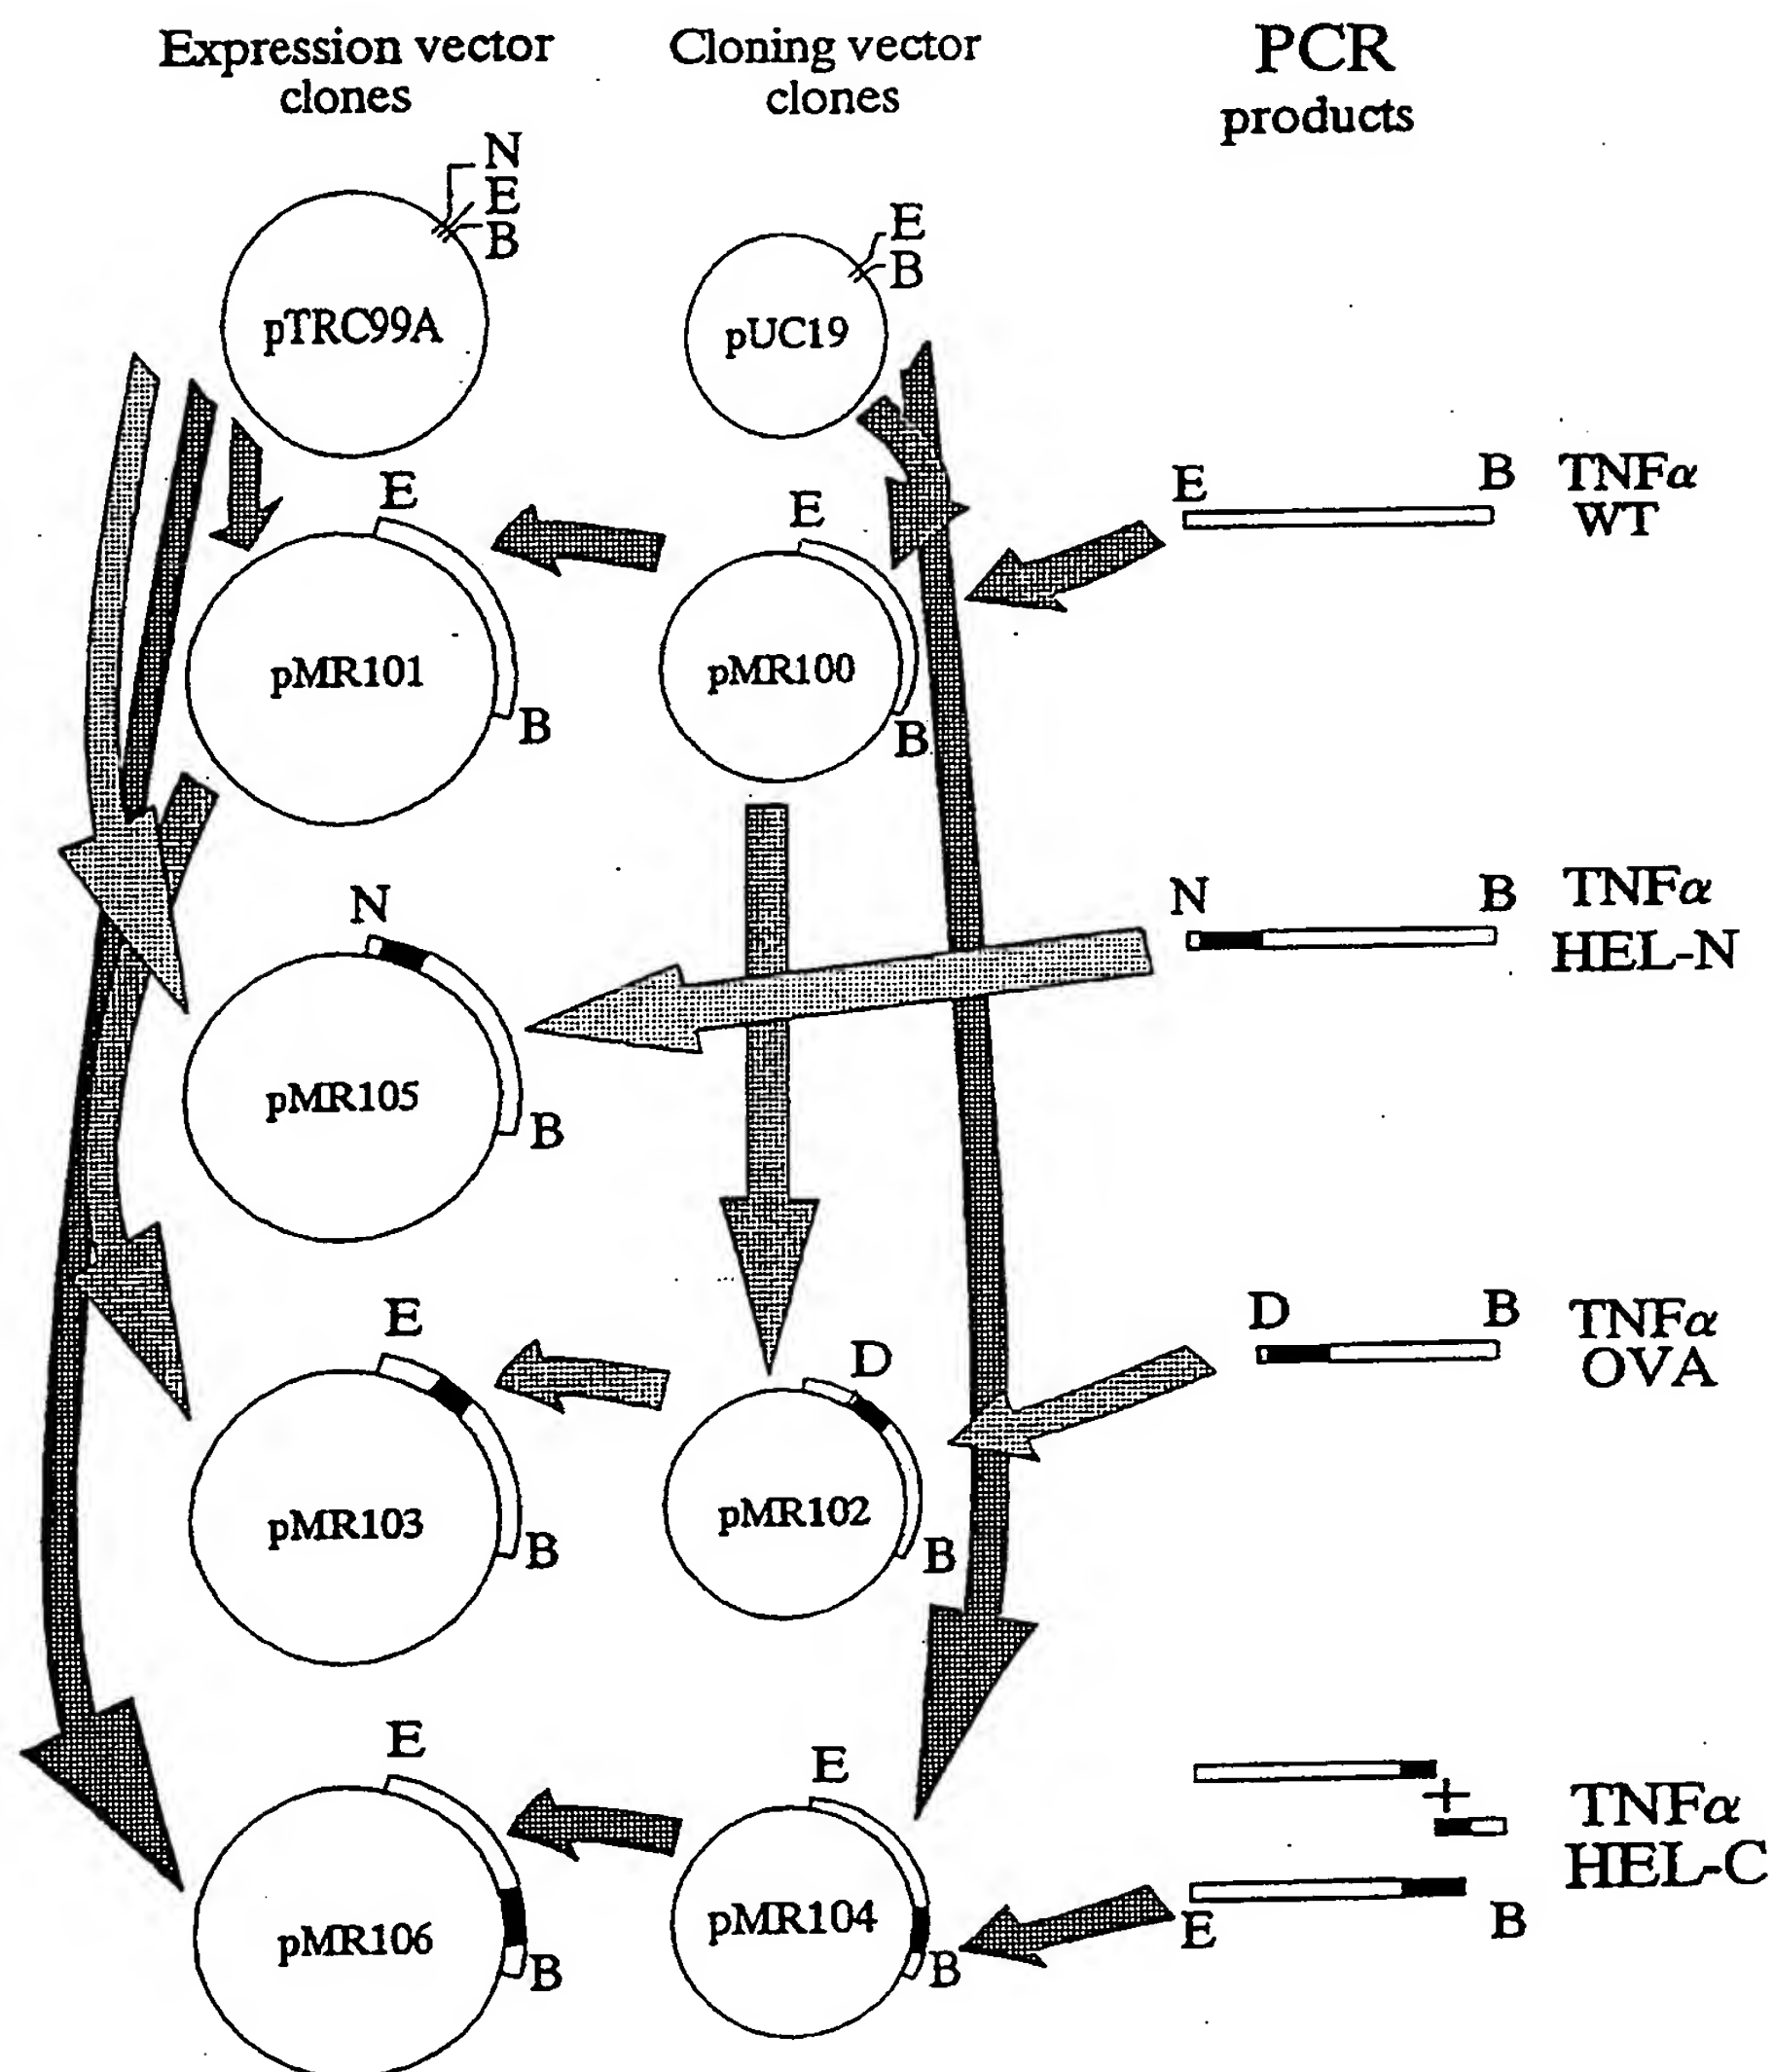 Expression vector
clones
Cloning vector
clones
PCR
products
N
E
B
pTRC99A
E
B
pUC19
E
B
pMR101
E
B
pMR100
E
B
TNFα
WT
N
B
pMR105
N
B
TNFα
HEL-N
E
B
pMR103
D
B
pMR102
D
B
TNFα
OVA
E
B
pMR106
E
B
pMR104
+
E
B
TNFα
HEL-C